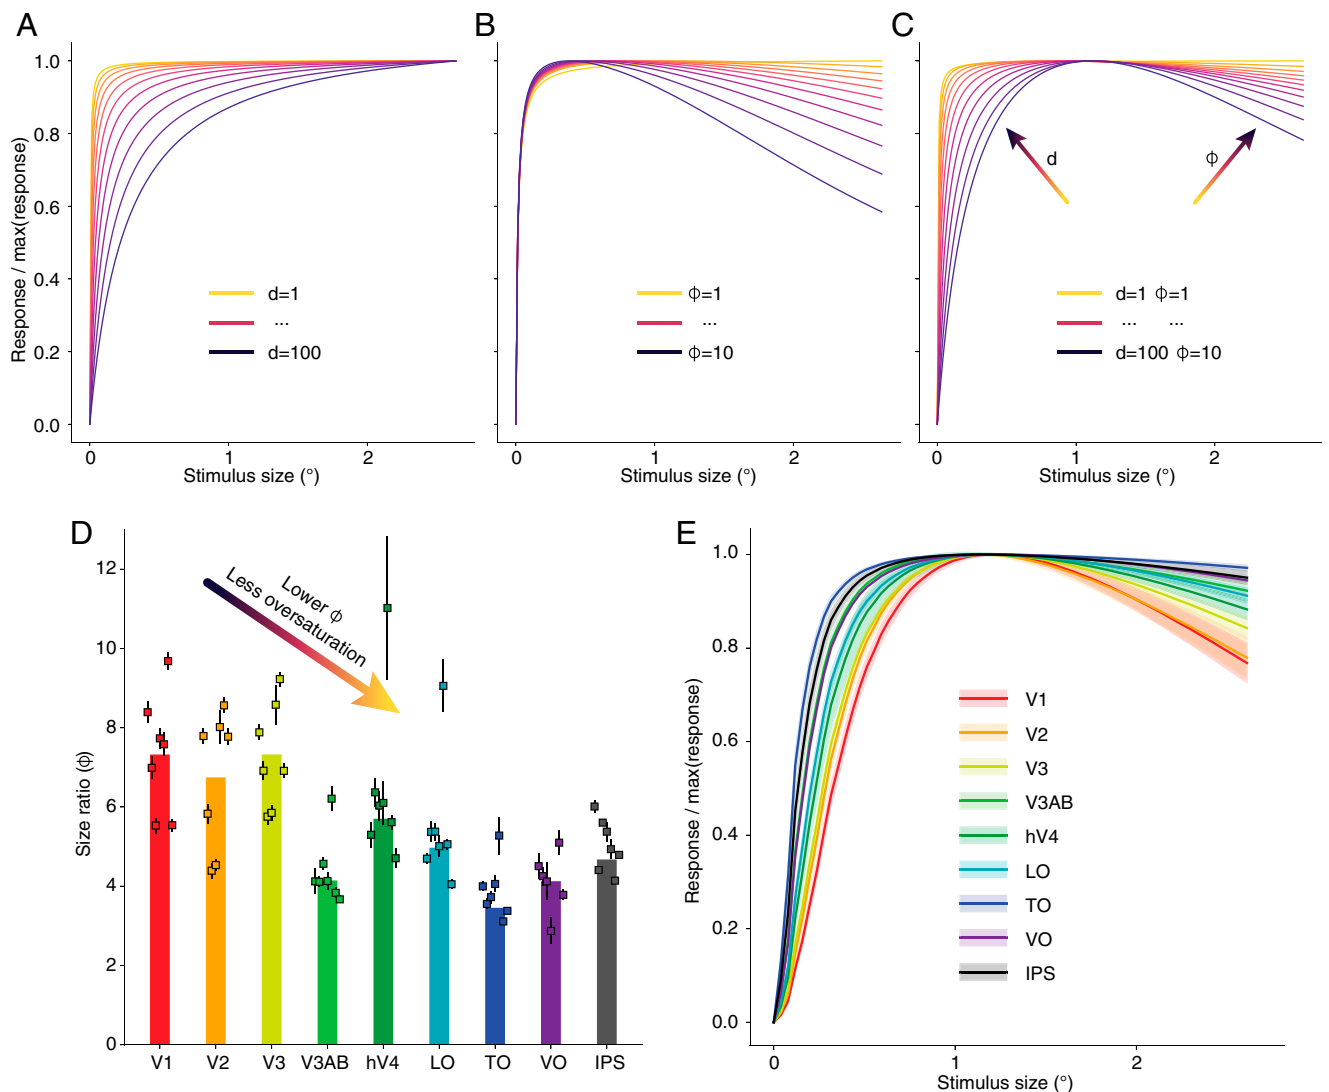 A
B
C
Response / max(response)
1.0
0.8
0.6
0.4
0.2
0.0
d=1
...
d=100
0 1 2
Stimulus size (°)
ϕ=1
...
ϕ=10
0 1 2
Stimulus size (°)
d
ϕ
d=1 ϕ=1
... ...
d=100 ϕ=10
0 1 2
Stimulus size (°)
D
Size ratio (ϕ)
12
10
8
6
4
2
0
Lower ϕ
Less oversaturation
V1 V2 V3 V3AB hV4 LO TO VO IPS
E
Response / max(response)
1.0
0.8
0.6
0.4
0.2
0.0
V1
V2
V3
V3AB
hV4
LO
TO
VO
IPS
0 1 2
Stimulus size (°)